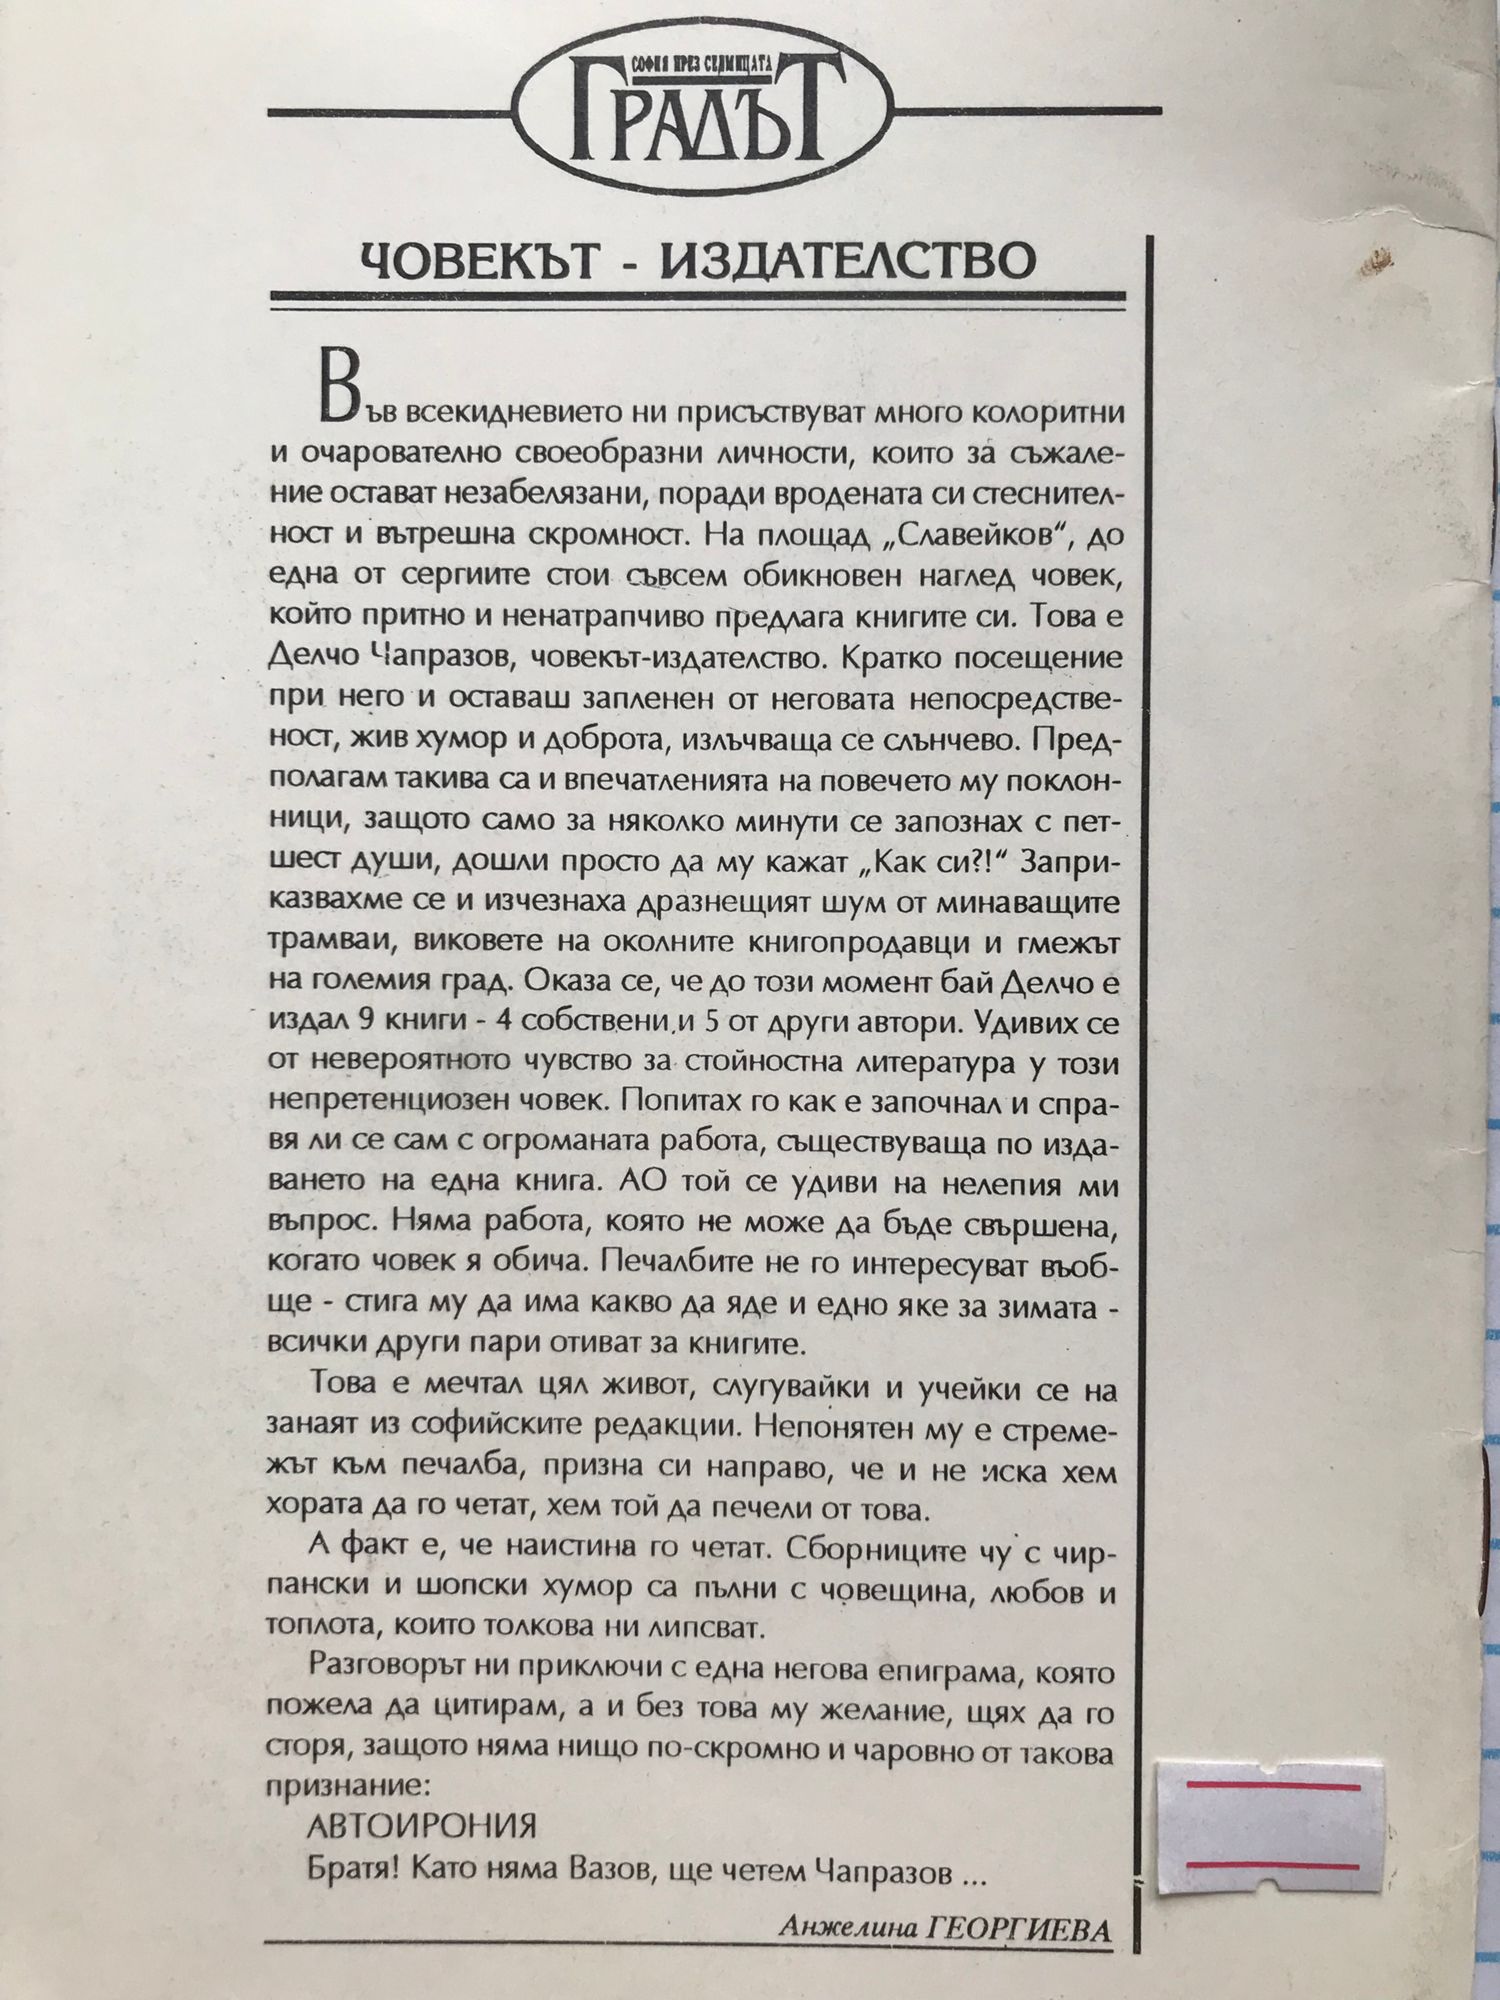 СОФИЯ ПРЕЗ СЕДМИЦАТА
ГРАДЪТ
ЧОВЕКЪТ - ИЗДАТЕЛСТВО
Във всекидневието ни присъствуват много колоритни
и очарователно своеобразни личности, които за съжале-
ние остават незабелязани, поради вродената си стеснител-
ност и вътрешна скромност. На площад „Славейков“, до
една от сергиите стои съвсем обикновен наглед човек,
който притно и ненатрапчиво предлага книгите си. Това е
Делчо Чапразов, човекът-издателство. Кратко посещение
при него и оставаш запленен от неговата непосредстве-
ност, жив хумор и доброта, излъчваща се слънчево. Пред-
полагам такива са и впечатленията на повечето му поклон-
ници, защото само за няколко минути се запознах с пет-
шест души, дошли просто да му кажат „Как си?!“ Запри-
казвахме се и изчезнаха дразнещият шум от минаващите
трамваи, виковете на околните книгопродавци и гмежът
на големия град. Оказа се, че до този момент бай Делчо е
издал 9 книги - 4 собствени и 5 от други автори. Удивих се
от невероятното чувство за стойностна литература у този
непретенциозен човек. Попитах го как е започнал и спра-
вя ли се сам с огроманата работа, съществуваща по изда-
ването на една книга. АО той се удиви на нелепия ми
въпрос. Няма работа, която не може да бъде свършена,
когато човек я обича. Печалбите не го интересуват въоб-
ще - стига му да има какво да яде и едно яке за зимата -
всички други пари отиват за книгите.
Това е мечтал цял живот, слугувайки и учейки се на
занаят из софийските редакции. Непонятен му е стреме-
жът към печалба, призна си направо, че и не иска хем
хората да го четат, хем той да печели от това.
А факт е, че наистина го четат. Сборниците чу с чир-
пански и шопски хумор са пълни с човещина, любов и
топлота, които толкова ни липсват.
Разговорът ни приключи с една негова епиграма, която
пожела да цитирам, а и без това му желание, щях да го
сторя, защото няма нищо по-скромно и чаровно от такова
признание:
АВТОИРОНИЯ
Братя! Като няма Вазов, ще четем Чапразов ...
Анжелина ГЕОРГИЕВА